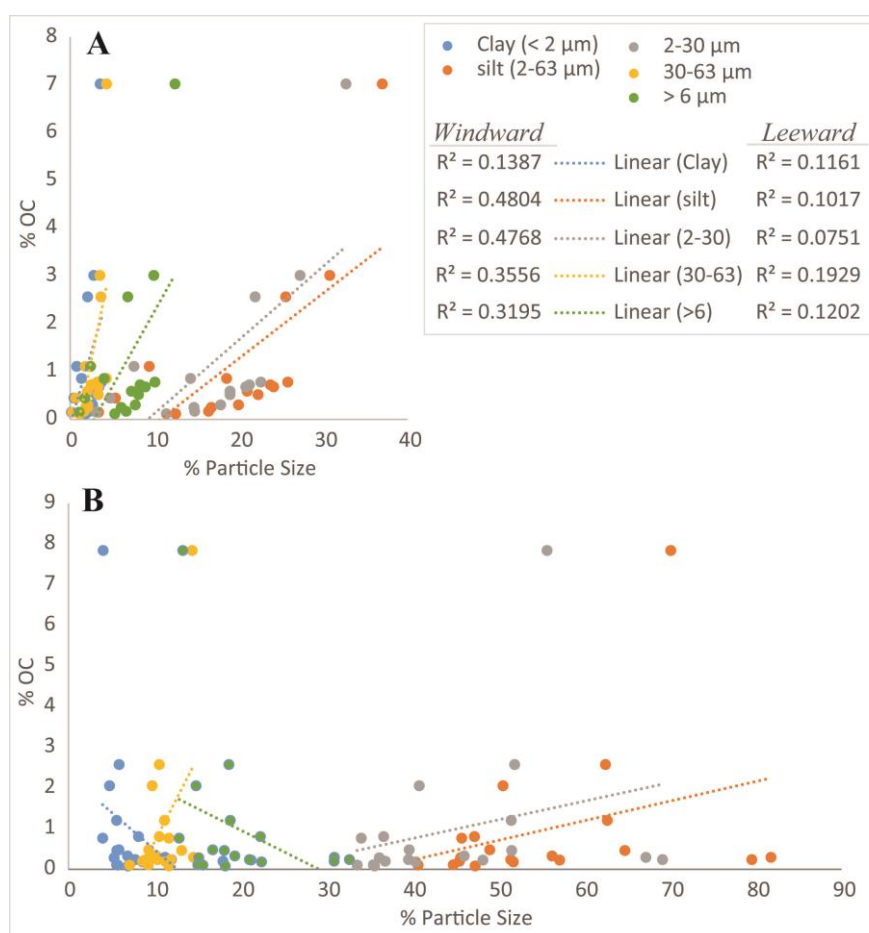 A
8
7
6
5
4
3
2
1
0
% OC
0 10 20 30 40
% Particle Size
Clay (< 2 µm)
silt (2-63 µm)
2-30 µm
30-63 µm
> 6 µm
Windward Leeward
R² = 0.1387 Linear (Clay) R² = 0.1161
R² = 0.4804 Linear (silt) R² = 0.1017
R² = 0.4768 Linear (2-30) R² = 0.0751
R² = 0.3556 Linear (30-63) R² = 0.1929
R² = 0.3195 Linear (>6) R² = 0.1202
B
9
8
7
6
5
4
3
2
1
0
% OC
0 10 20 30 40 50 60 70 80 90
% Particle Size